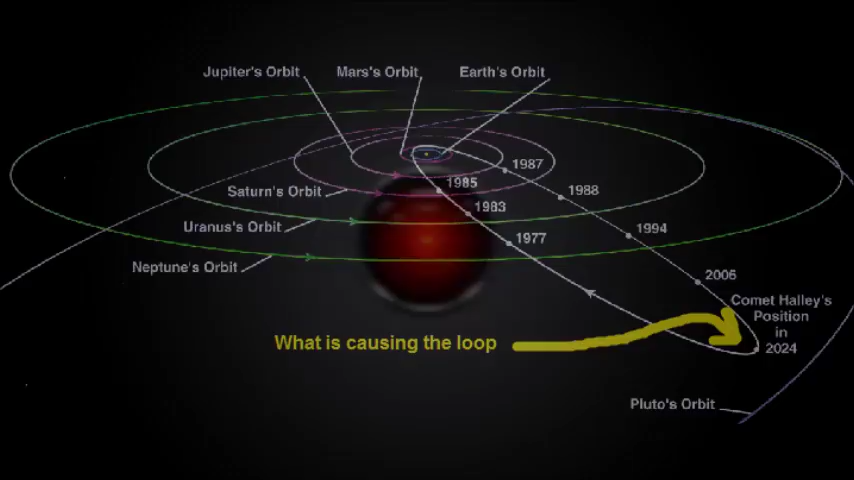 Jupiter's Orbit
Mars's Orbit
Earth's Orbit
1987
1985
Saturn's Orbit
1988
1983
Uranus's Orbit
1994
1977
Neptune's Orbit
2005
Comet Halley's
Position
in
2024
What is causing the loop
Pluto's Orbit